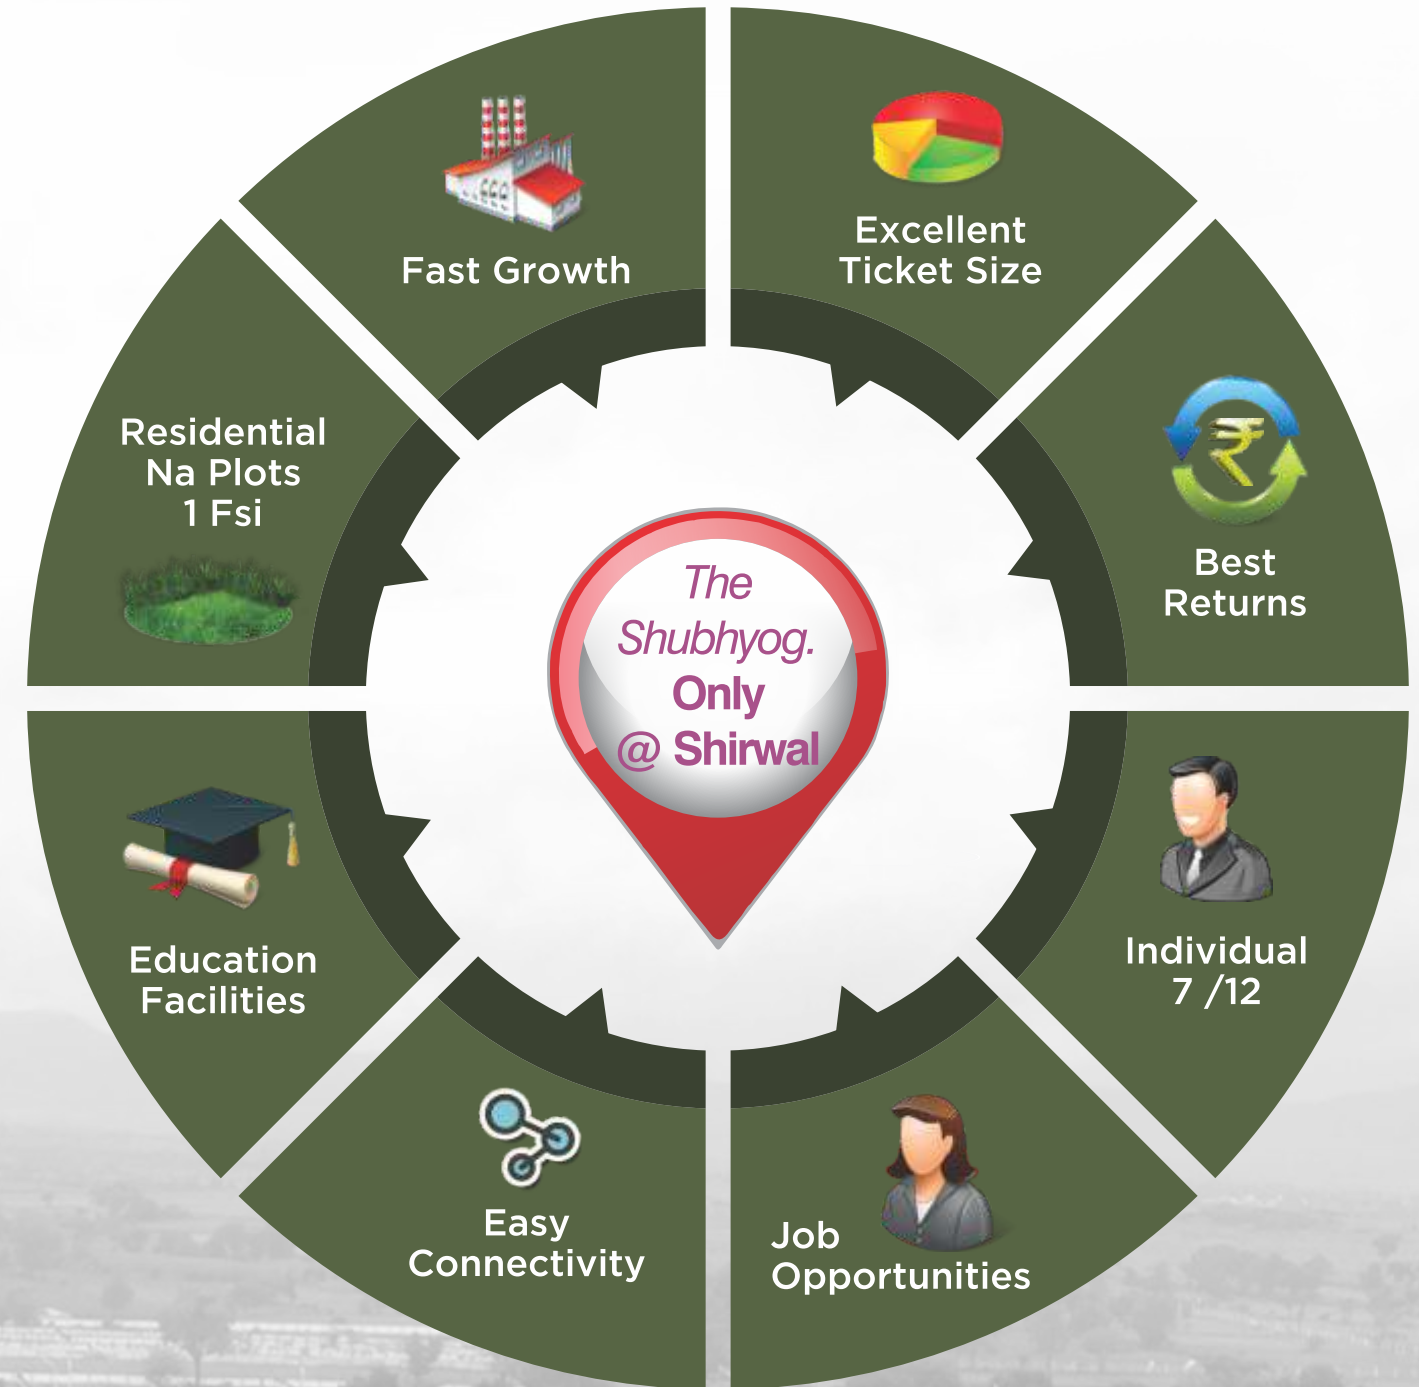 Fast Growth
Excellent
Ticket Size
Residential
Na Plots
1 Fsi
Best
Returns
The
Shubhyog.
Only
@ Shirwal
Education
Facilities
Individual
7 /12
Easy
Connectivity
Job
Opportunities